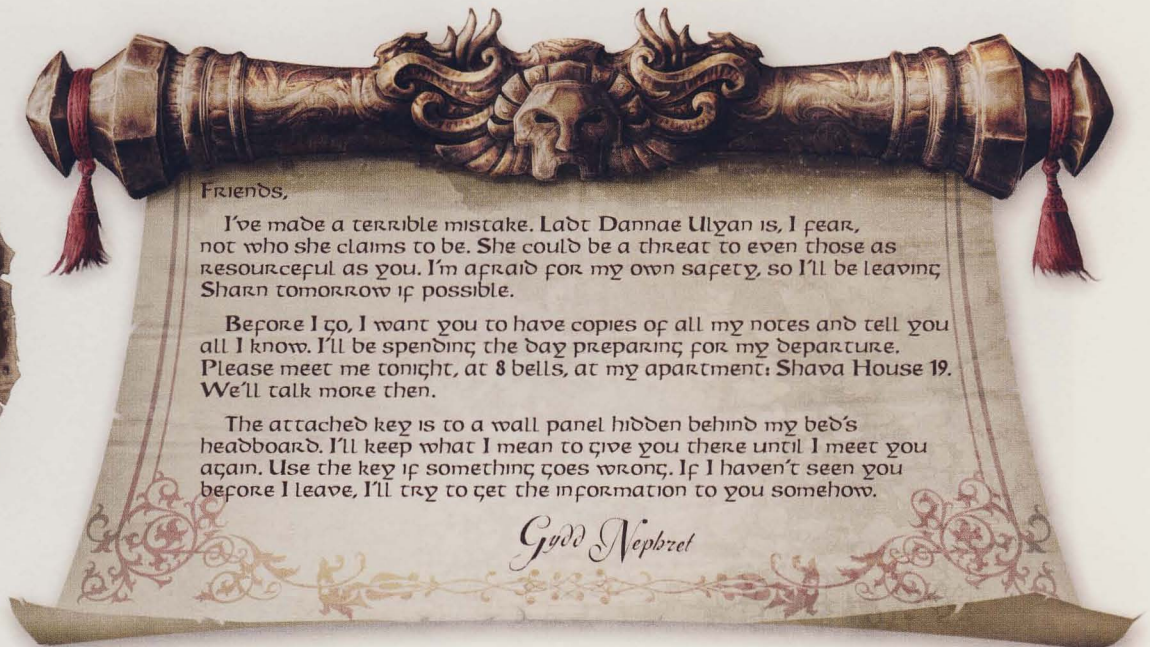 Friends,
I've made a terrible mistake. Ladt Dannae Ulyan is, I fear,
not who she claims to be. She could be a threat to even those as
resourceful as you. I'm afraid for my own safety, so I'll be leaving
Sharn tomorrow if possible.
Before I go, I want you to have copies of all my notes and tell you
all I know. I'll be spending the day preparing for my departure.
Please meet me tonight, at 8 bells, at my apartment: Shava House 19.
We'll talk more then.
The attached key is to a wall panel hidden behind my bed's
headboard. I'll keep what I mean to give you there until I meet you
again. Use the key if something goes wrong. If I haven't seen you
before I leave, I'll try to get the information to you somehow.
Gydd Nephret